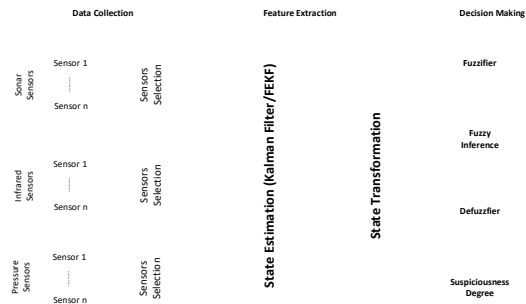 Data Collection
Feature Extraction
Decision Making
Sonar
Sensors
Sensor 1
Sensor n
Sensors
Selection
Infrared
Sensors
Sensor 1
Sensor n
Sensors
Selection
Pressure
Sensors
Sensor 1
Sensor n
Sensors
Selection
State Estimation (Kalman Filter/FEKF)
State Transformation
Fuzzifier
Fuzzy
Inference
Defuzzfier
Suspiciousness
Degree